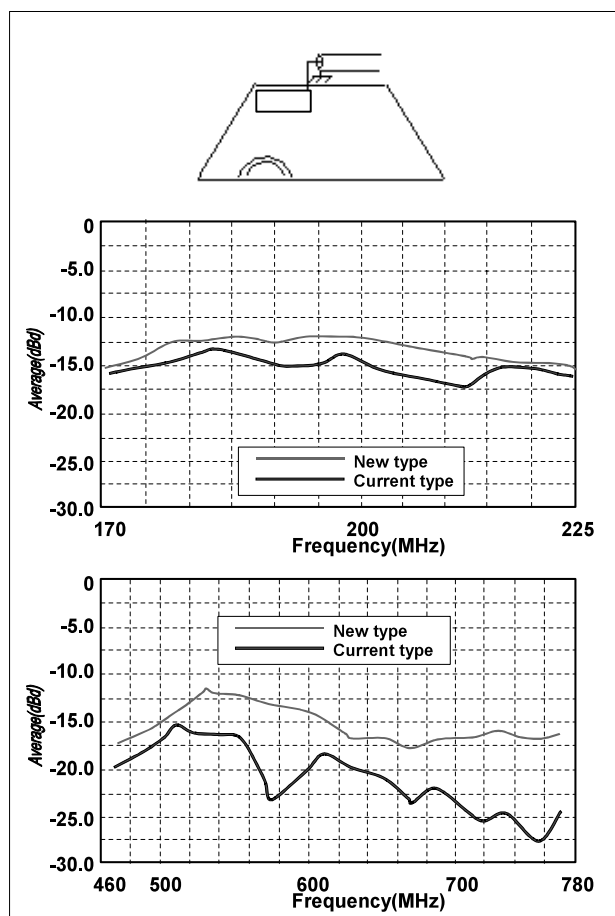 0
-5.0
-10.0
-15.0
-20.0
-25.0
-30.0
Average(dBd)
New type
Current type
170 200 225
Frequency(MHz)
0
-5.0
-10.0
-15.0
-20.0
-25.0
-30.0
Average(dBd)
New type
Current type
460 500 600 700 780
Frequency(MHz)